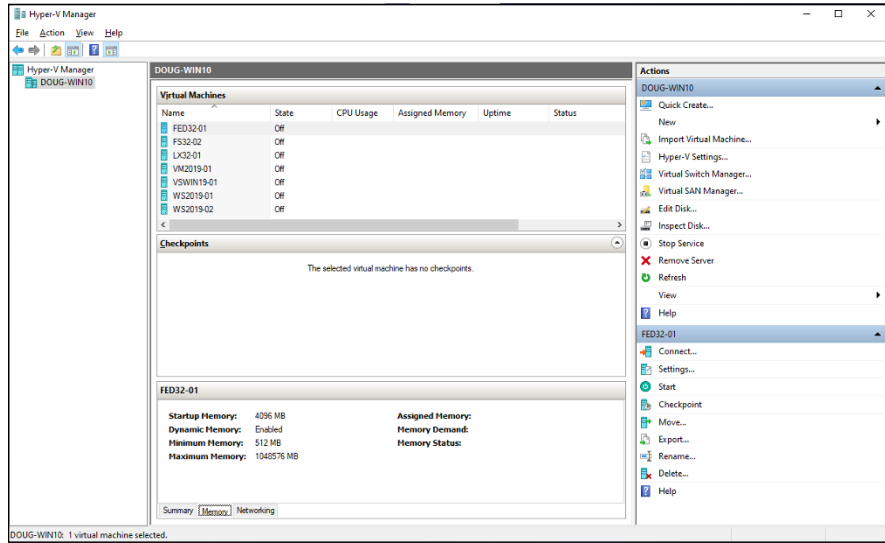 Hyper-V Manager
File Action View Help
Hyper-V Manager
DOUG-WIN10
DOUG-WIN10
Virtual Machines
Name State CPU Usage Assigned Memory Uptime Status
FED32-01 Off
FS32-02 Off
LX32-01 Off
VM2019-01 Off
VSWIN19-01 Off
WS2019-01 Off
WS2019-02 Off
Checkpoints
The selected virtual machine has no checkpoints.
FED32-01
Startup Memory: 4096 MB Assigned Memory:
Dynamic Memory: Enabled Memory Demand:
Minimum Memory: 512 MB Memory Status:
Maximum Memory: 1048576 MB
Summary Memory Networking
Actions
DOUG-WIN10
Quick Create...
New
Import Virtual Machine...
Hyper-V Settings...
Virtual Switch Manager...
Virtual SAN Manager...
Edit Disk...
Inspect Disk...
Stop Service
Remove Server
Refresh
View
Help
FED32-01
Connect...
Settings...
Start
Checkpoint
Move...
Export...
Rename...
Delete...
Help
DOUG-WIN10: 1 virtual machine selected.